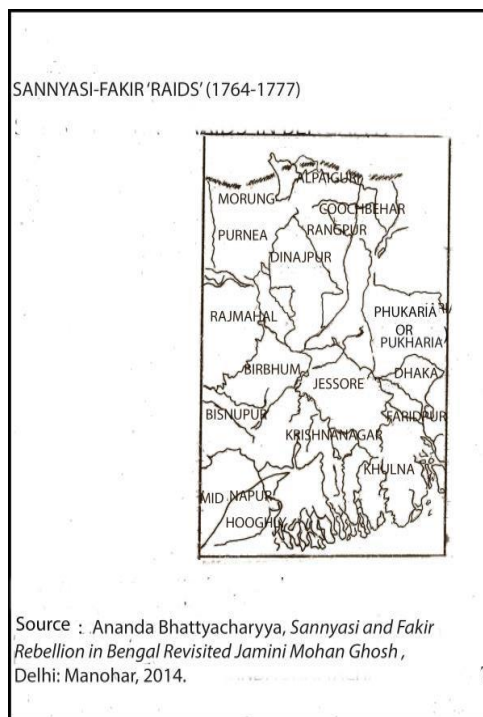 SANNYASI-FAKIR 'RAIDS' (1764-1777)
ALPAIGURI
MORUNG
COOCHBEHAR
RANGPUR
PURNEA
DINAJPUR
RAJMAHAL
PHUKARIA
OR
PUKHARIA
BIRBHUM
DHAKA
JESSORE
BISNUPUR
FARIDPUR
KRISHNANAGAR
KHULNA
MID NAPUR
HOOGHLY
Source : Ananda Bhattyacharyya, Sannyasi and Fakir
Rebellion in Bengal Revisited Jamini Mohan Ghosh ,
Delhi: Manohar, 2014.